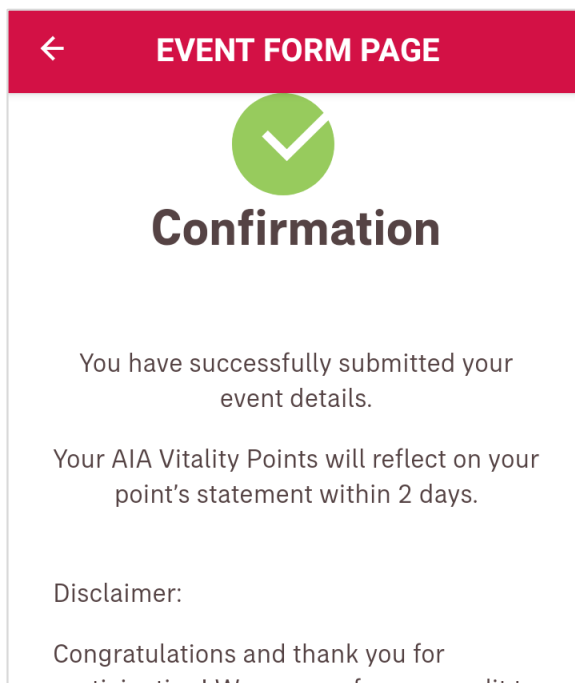 EVENT FORM PAGE
Confirmation
You have successfully submitted your
event details.
Your AIA Vitality Points will reflect on your
point's statement within 2 days.
Disclaimer:
Congratulations and thank you for